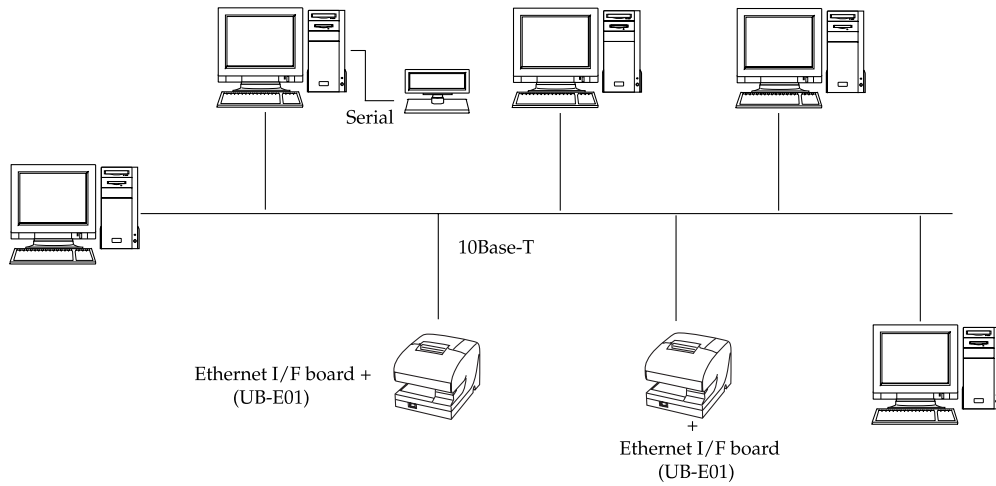 Serial
10Base-T
Ethernet I/F board +
(UB-E01)
+
Ethernet I/F board
(UB-E01)